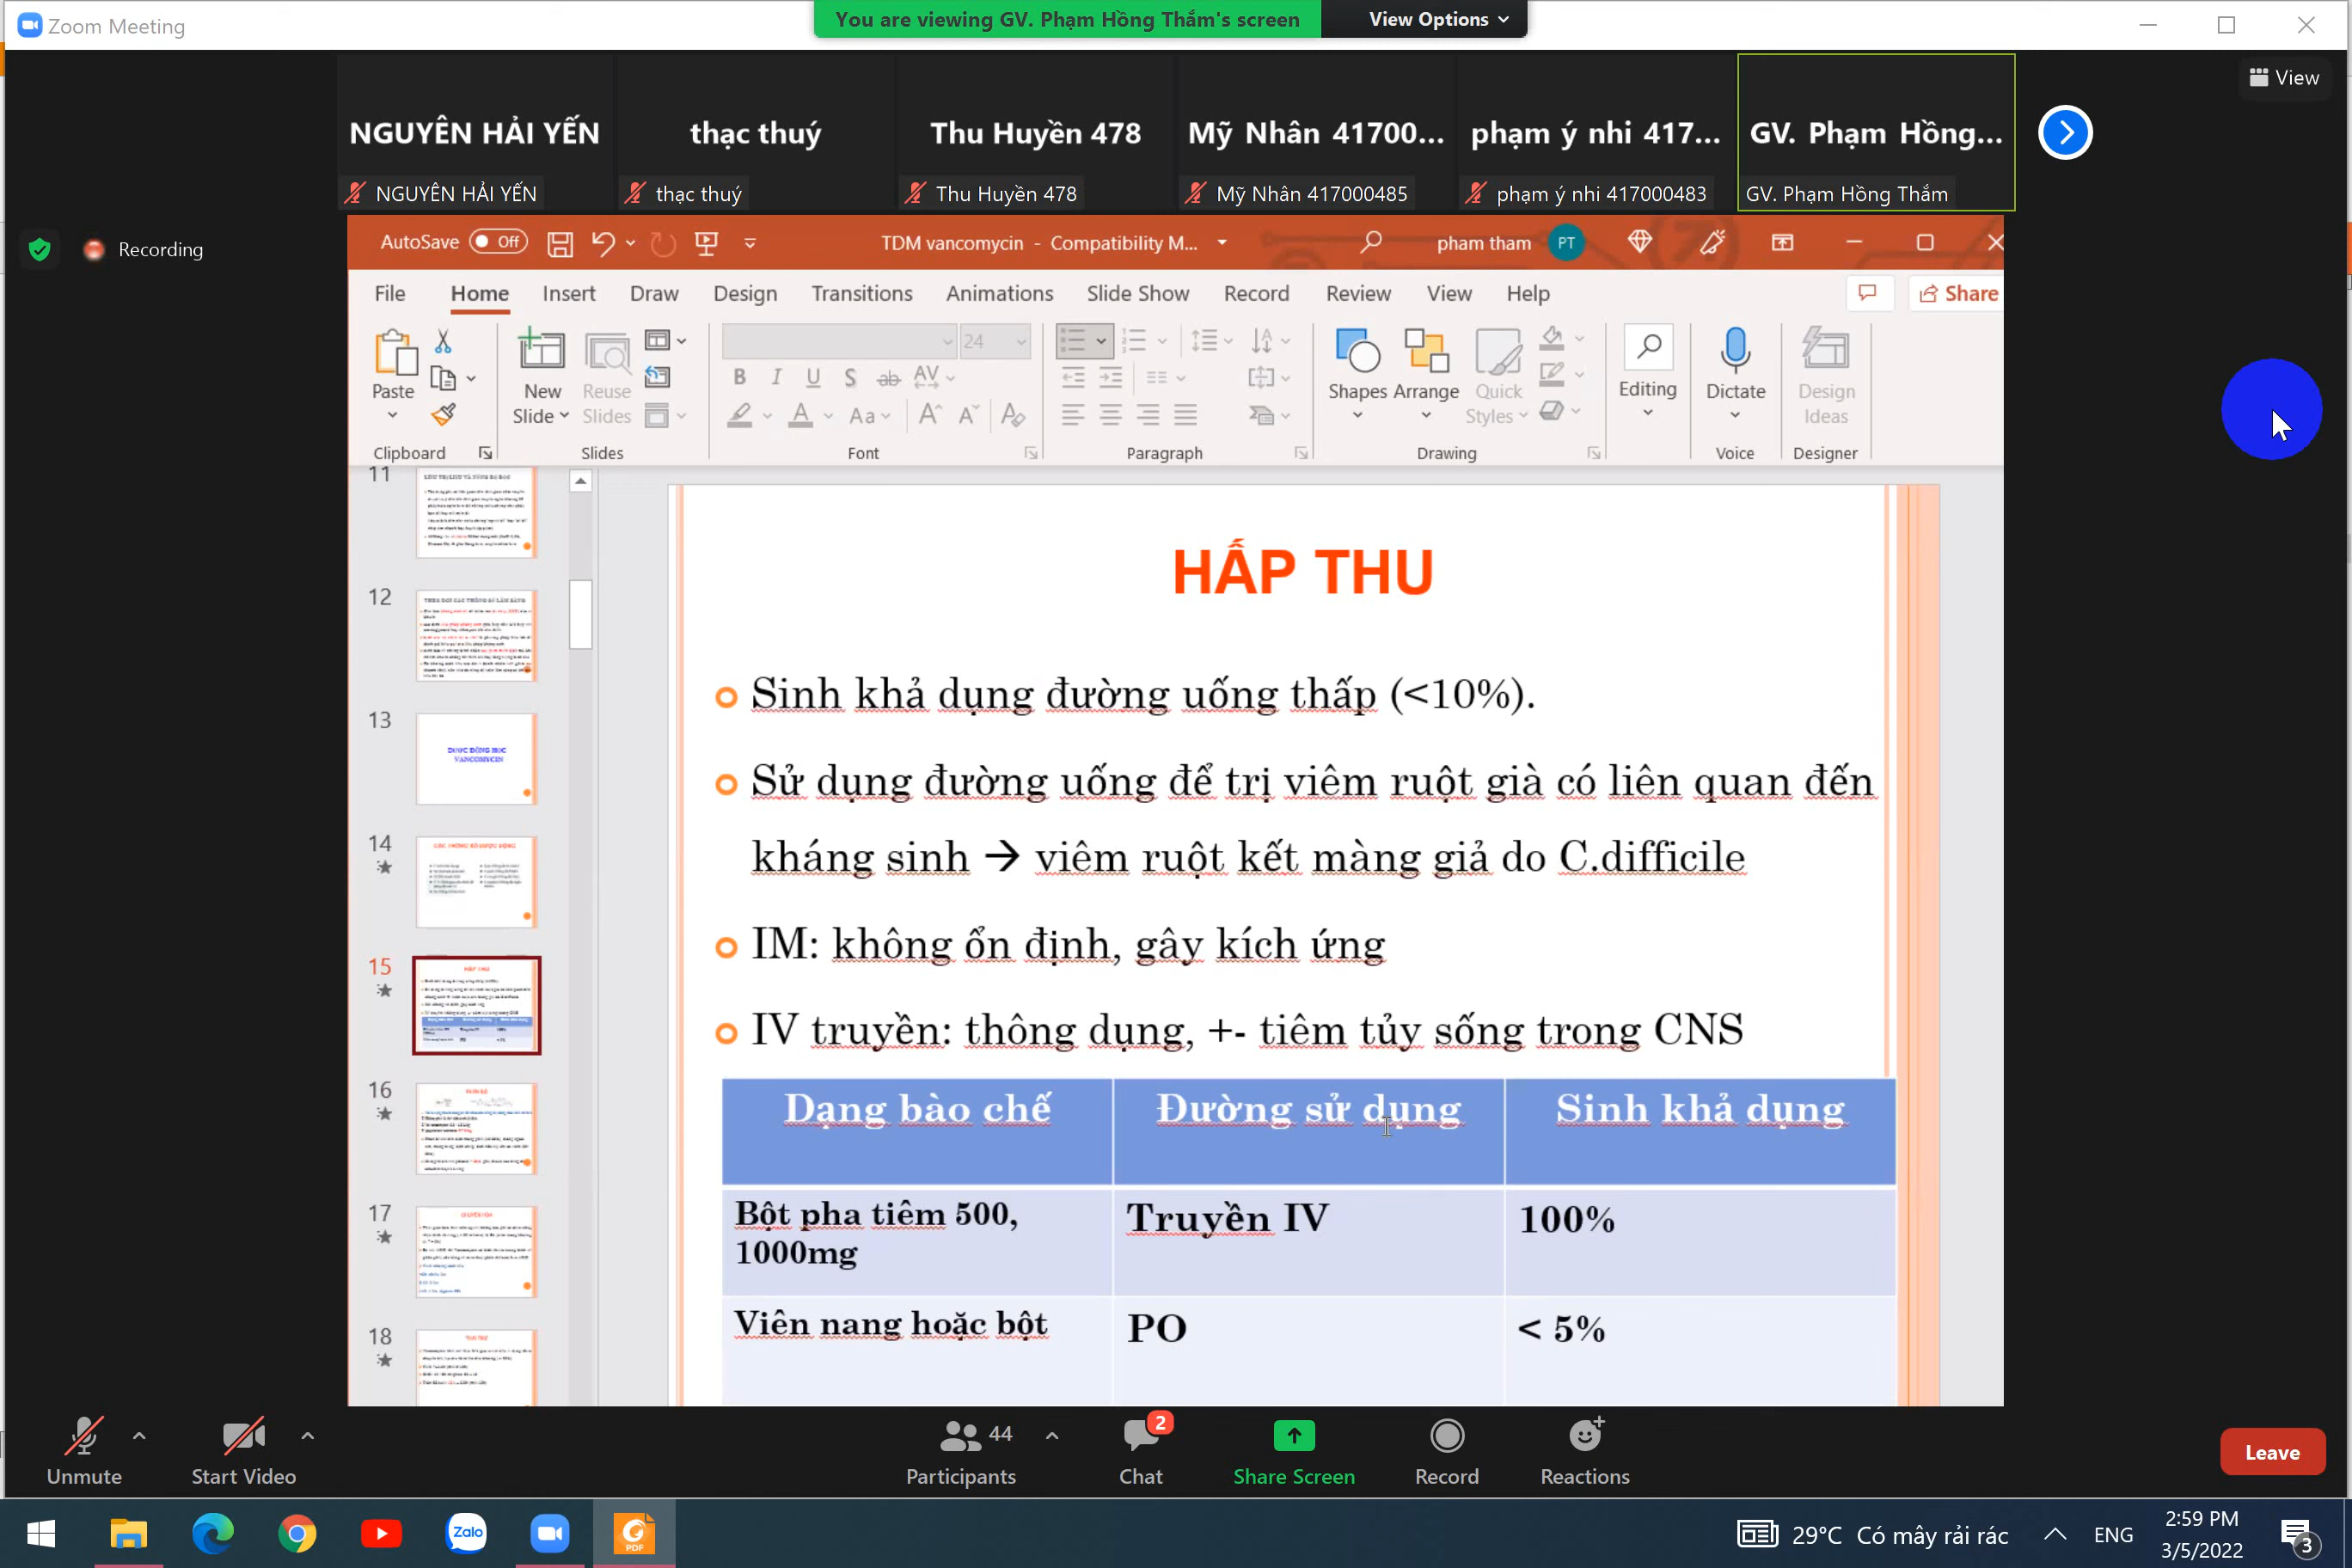 Zoom Meeting
You are viewing GV. Phạm Hồng Thắm's screen
View Options
View
NGUYÊN HẢI YẾN
thạc thuý
Thu Huyền 478
Mỹ Nhân 41700...
phạm ý nhi 417...
GV. Phạm Hồng...
NGUYÊN HẢI YẾN
thạc thuý
Thu Huyền 478
Mỹ Nhân 417000485
phạm ý nhi 417000483
GV. Phạm Hồng Thắm
Recording
AutoSave Off
TDM vancomycin - Compatibility M...
pham tham PT
File Home Insert Draw Design Transitions Animations Slide Show Record Review View Help
Share
24
Paste
New Slide
Reuse Slides
Shapes Arrange
Quick Styles
Editing
Dictate
Design Ideas
Clipboard Slides Font Paragraph Drawing Voice Designer
11
12
13
DƯỢC ĐỘNG HỌC
VANCOMYCIN
14
15
16
17
18
HẤP THU
Sinh khả dụng đường uống thấp (<10%).
Sử dụng đường uống để trị viêm ruột già có liên quan đến
kháng sinh → viêm ruột kết màng giả do C.difficile
IM: không ổn định, gây kích ứng
IV truyền: thông dụng, +- tiêm tủy sống trong CNS
Dạng bào chế Đường sử dụng Sinh khả dụng
Bột pha tiêm 500, Truyền IV 100%
1000mg
Viên nang hoặc bột PO < 5%
Unmute
Start Video
44
Participants
2
Chat
Share Screen
Record
Reactions
Leave
Zalo
PDF
29°C Có mây rải rác
ENG
2:59 PM
3/5/2022
3